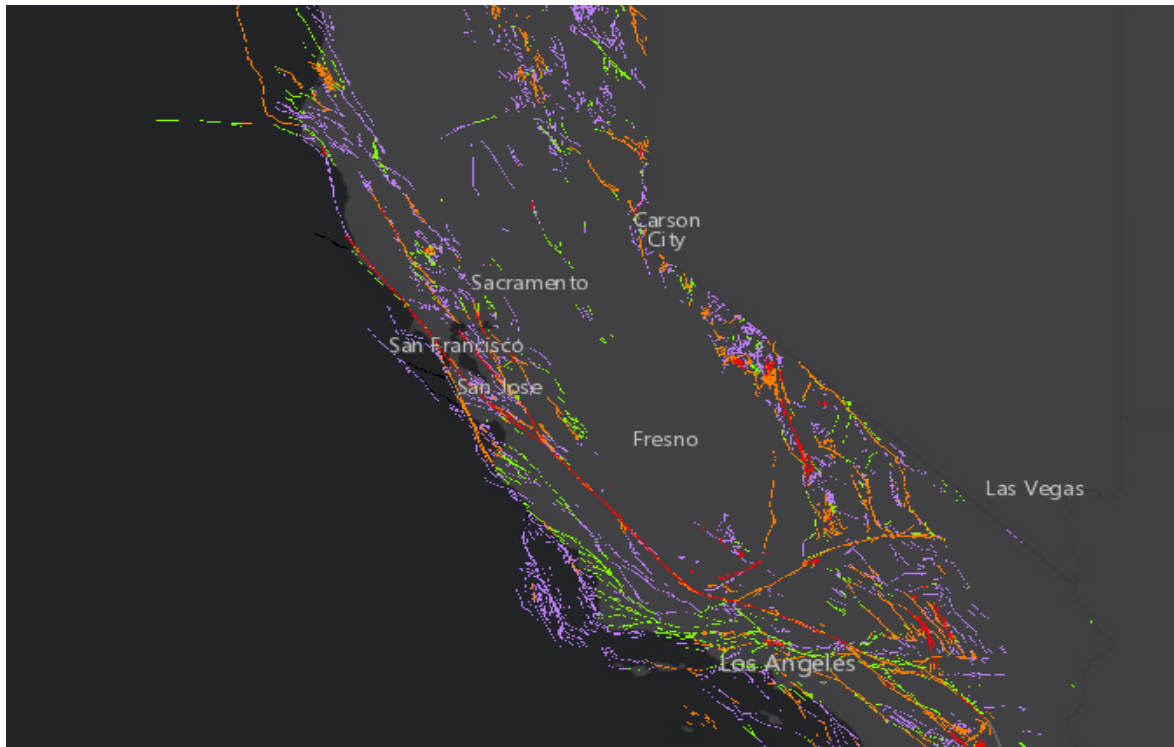 Carson
City
Sacramento
San Francisco
San Jose
Fresno
Las Vegas
Los Angeles